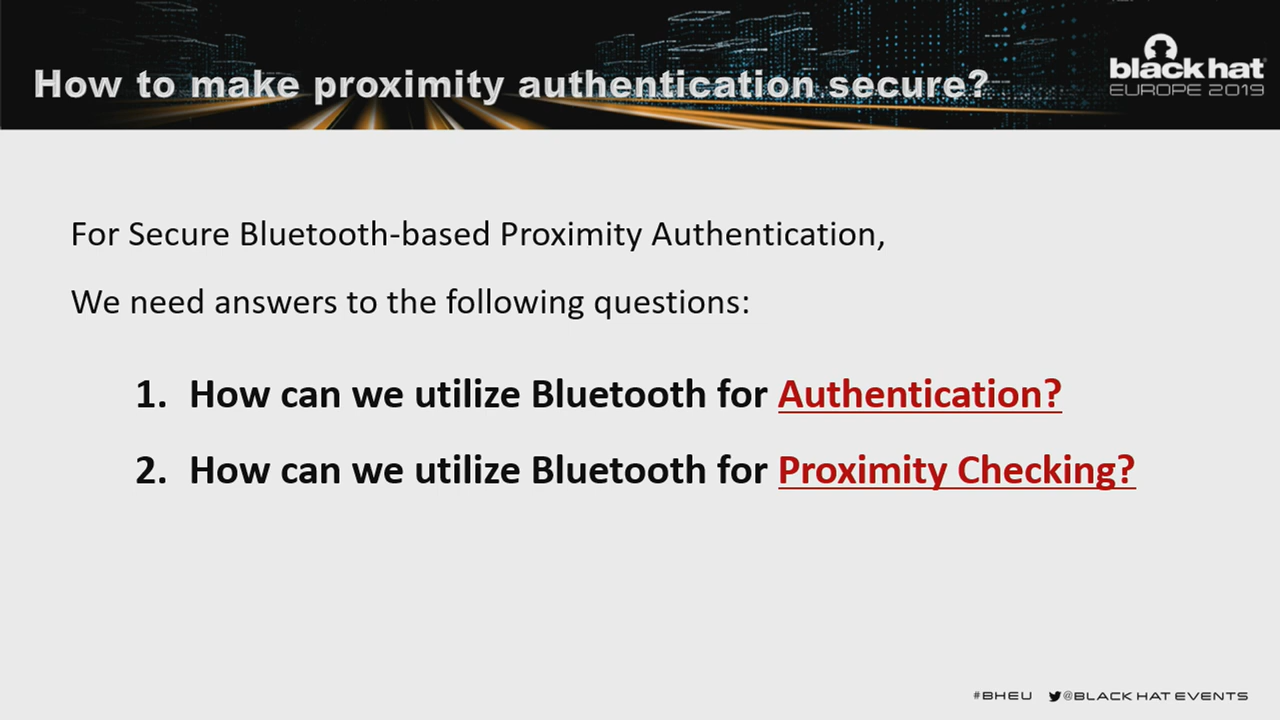 How to make proximity authentication secure?
black hat
EUROPE 2019
For Secure Bluetooth-based Proximity Authentication,
We need answers to the following questions:
1. How can we utilize Bluetooth for Authentication?
2. How can we utilize Bluetooth for Proximity Checking?
#BHEU @BLACK HAT EVENTS